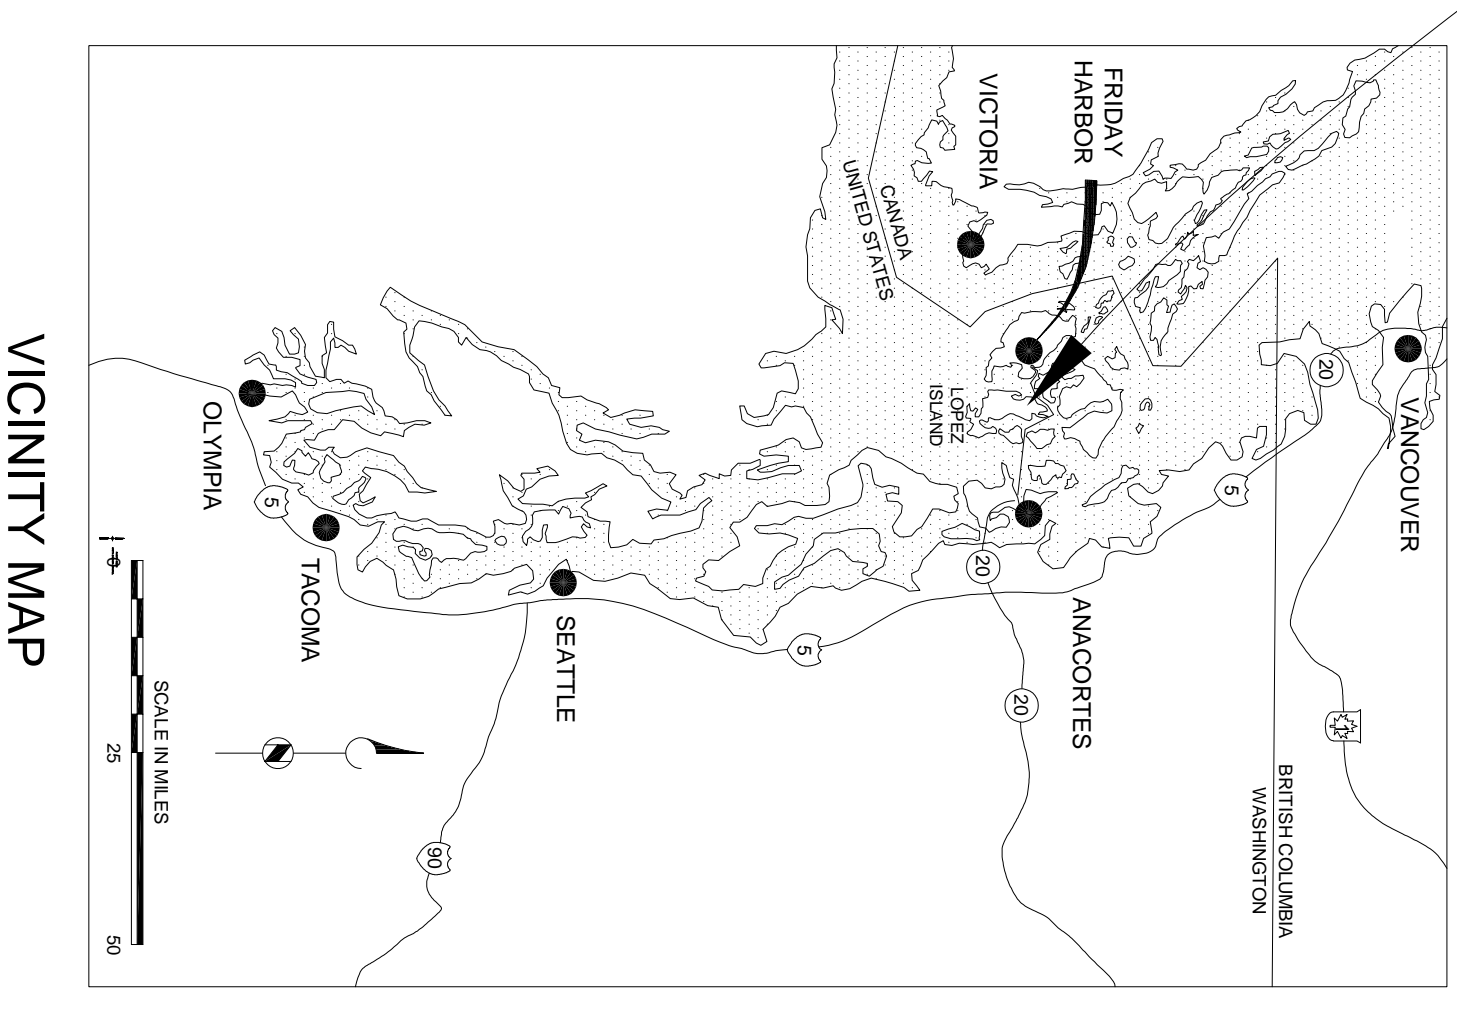 VANCOUVER
20
1
BRITISH COLUMBIA
WASHINGTON
5
FRIDAY
HARBOR
VICTORIA
CANADA
UNITED STATES
LOPEZ
ISLAND
ANACORTES
20
20
5
SEATTLE
90
TACOMA
OLYMPIA
5
SCALE IN MILES
0
25
50
VICINITY MAP